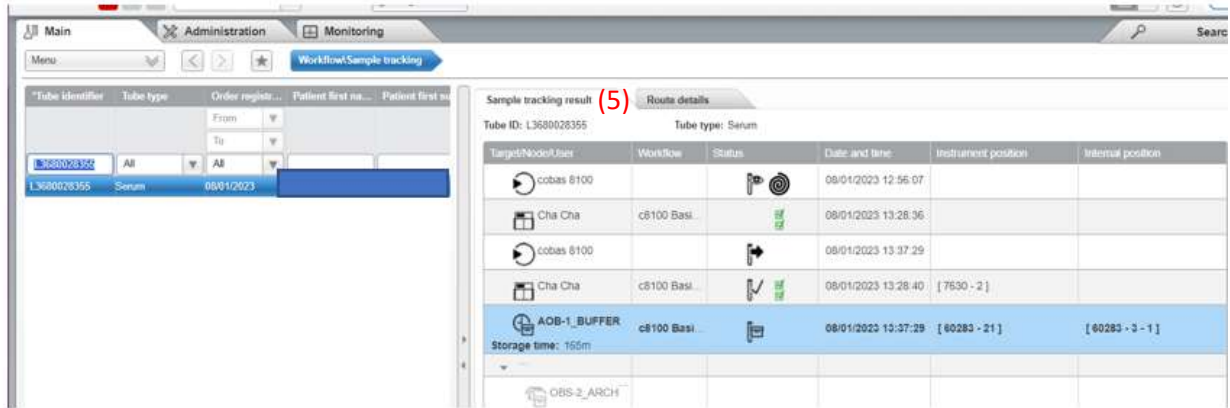 Main Administration Monitoring Searc
Menu Workflow\Sample tracking
*Tube identifier Tube type Order registr... Patient first na... Patient first su
Sample tracking result (5) Route details
From
Tube ID: L3680028355 Tube type: Serum
To
Target/Node/User Workflow Status Date and time Instrument position Internal position
L3680028355 All All
L3680028355 Serum 08/01/2023
cobas 8100 08/01/2023 12:56:07
Cha Cha c8100 Basi... 08/01/2023 13:28:36
cobas 8100 08/01/2023 13:37:29
Cha Cha c8100 Basi... 08/01/2023 13:28:40 [ 7630 - 2 ]
AOB-1_BUFFER c8100 Basi... 08/01/2023 13:37:29 [ 60283 - 21 ] [ 60283 - 3 - 1 ]
Storage time: 165m
OBS-2_ARCH